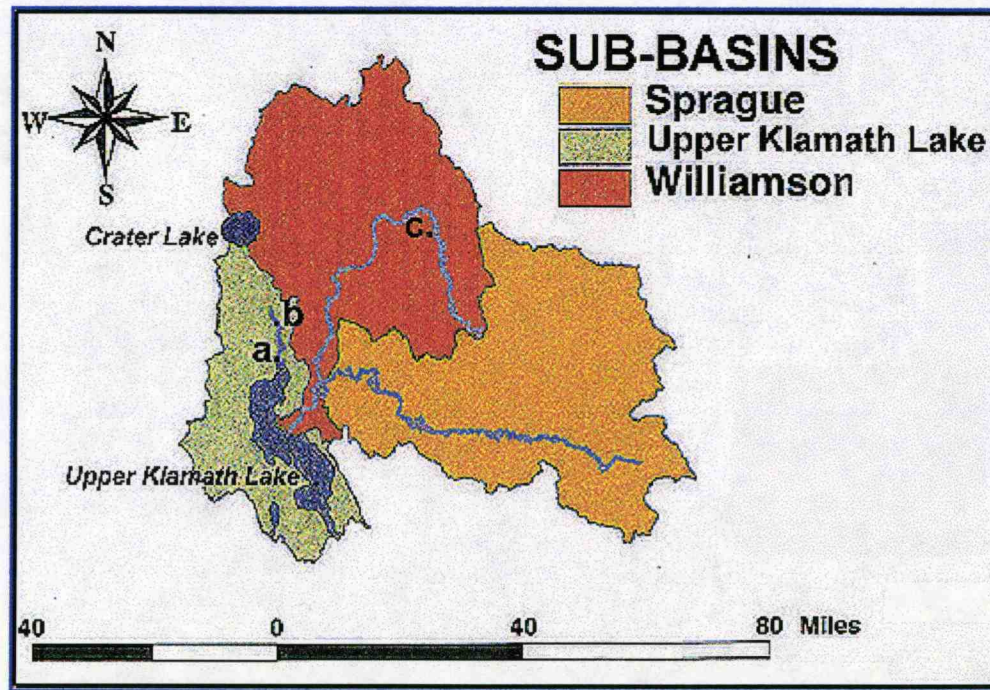 N
W E
S
SUB-BASINS
Sprague
Upper Klamath Lake
Williamson
Crater Lake
c.
.b
a.
Upper Klamath Lake
40 0 40 80 Miles